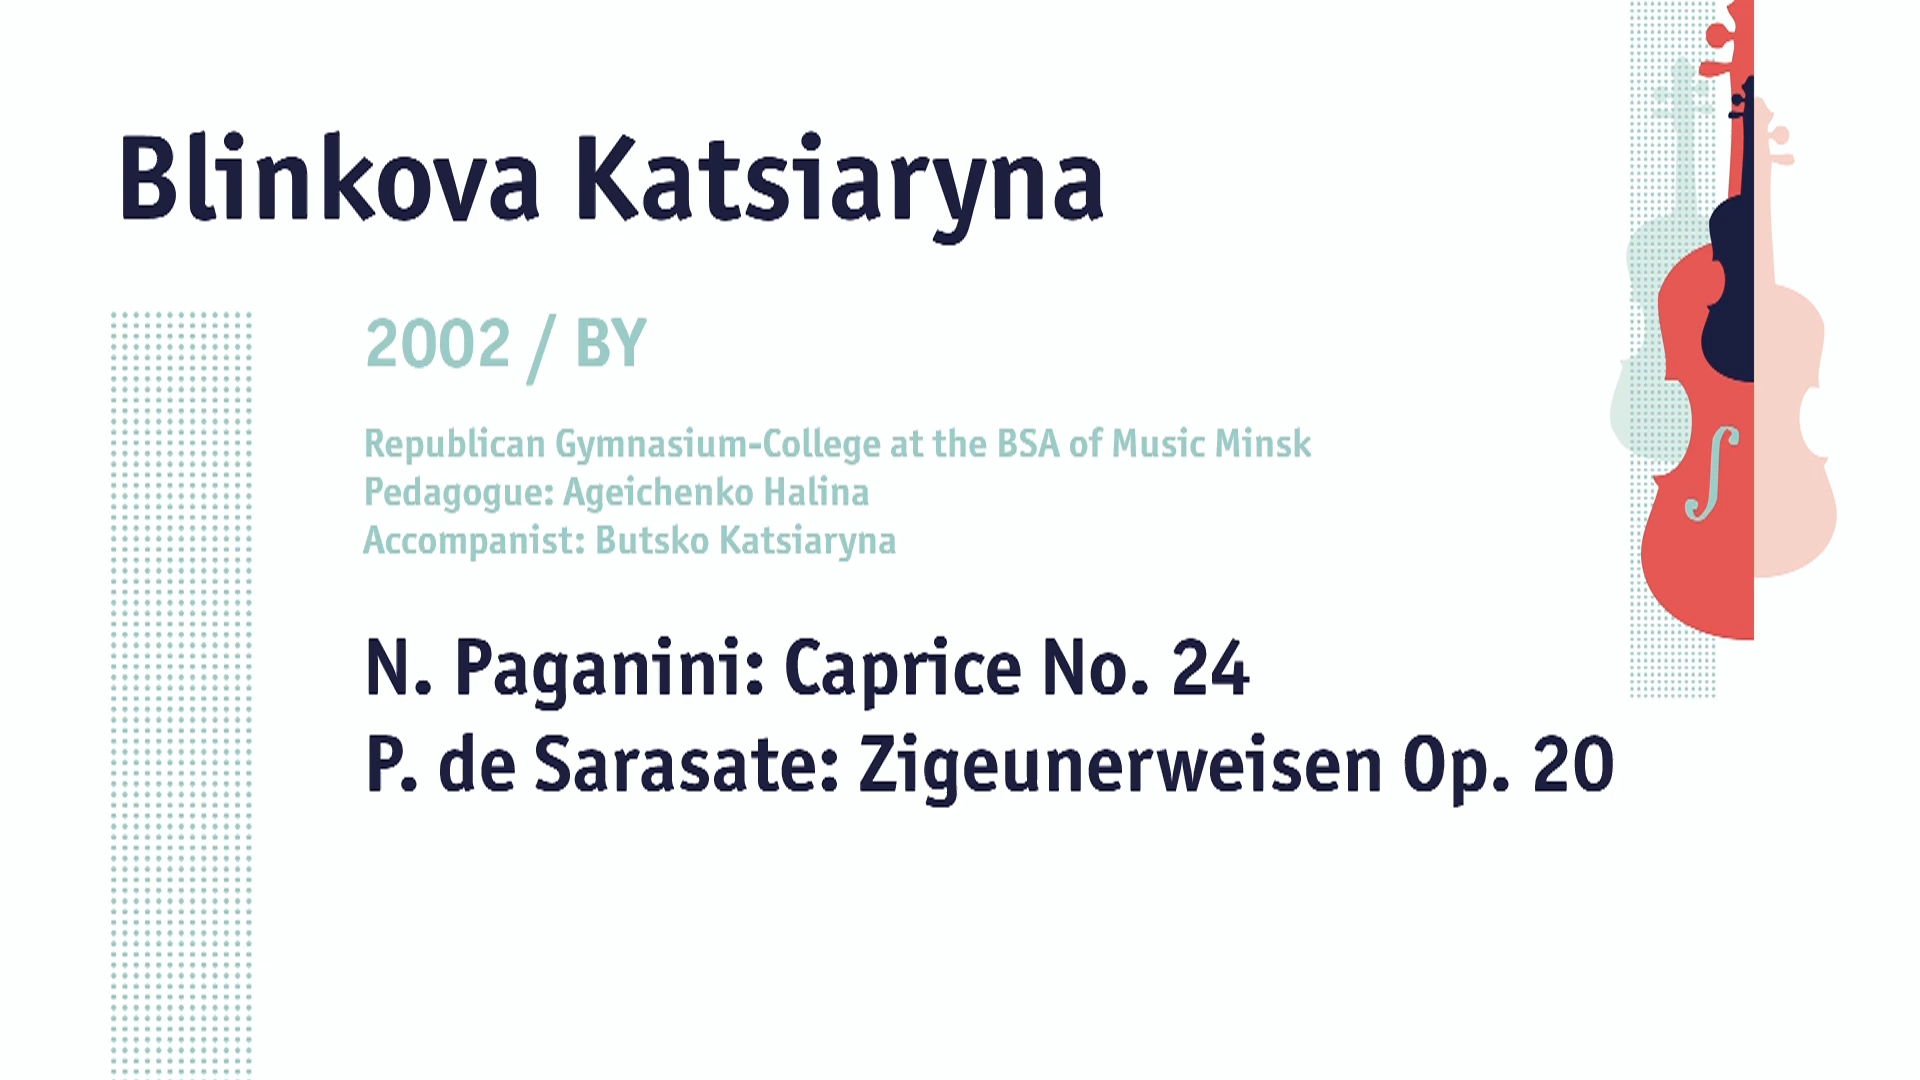 Blinkova Katsiaryna
2002 / BY
Republican Gymnasium-College at the BSA of Music Minsk
Pedagogue: Ageichenko Halina
Accompanist: Butsko Katsiaryna
N. Paganini: Caprice No. 24
P. de Sarasate: Zigeunerweisen Op. 20